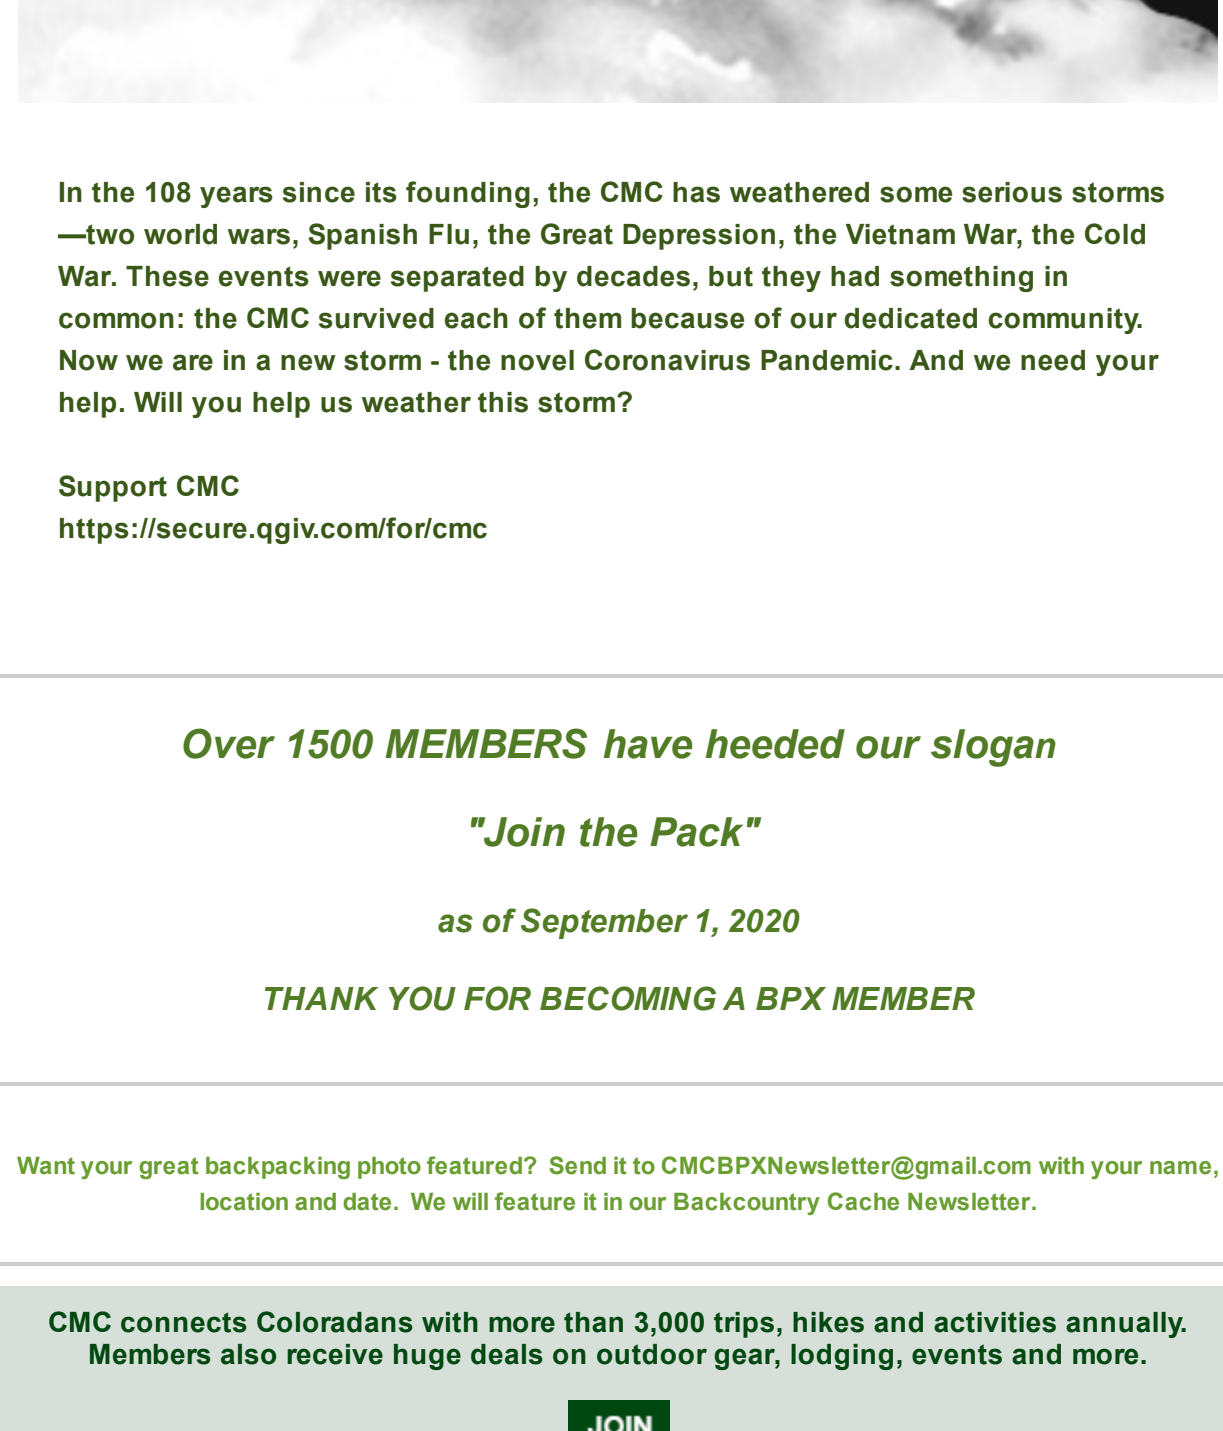 In the 108 years since its founding, the CMC has weathered some serious storms
—two world wars, Spanish Flu, the Great Depression, the Vietnam War, the Cold
War. These events were separated by decades, but they had something in
common: the CMC survived each of them because of our dedicated community.
Now we are in a new storm - the novel Coronavirus Pandemic. And we need your
help. Will you help us weather this storm?
Support CMC
https://secure.qgiv.com/for/cmc
Over 1500 MEMBERS have heeded our slogan
"Join the Pack"
as of September 1, 2020
THANK YOU FOR BECOMING A BPX MEMBER
Want your great backpacking photo featured?  Send it to CMCBPXNewsletter@gmail.com with your name,
location and date.  We will feature it in our Backcountry Cache Newsletter.
CMC connects Coloradans with more than 3,000 trips, hikes and activities annually.
Members also receive huge deals on outdoor gear, lodging, events and more.
JOIN